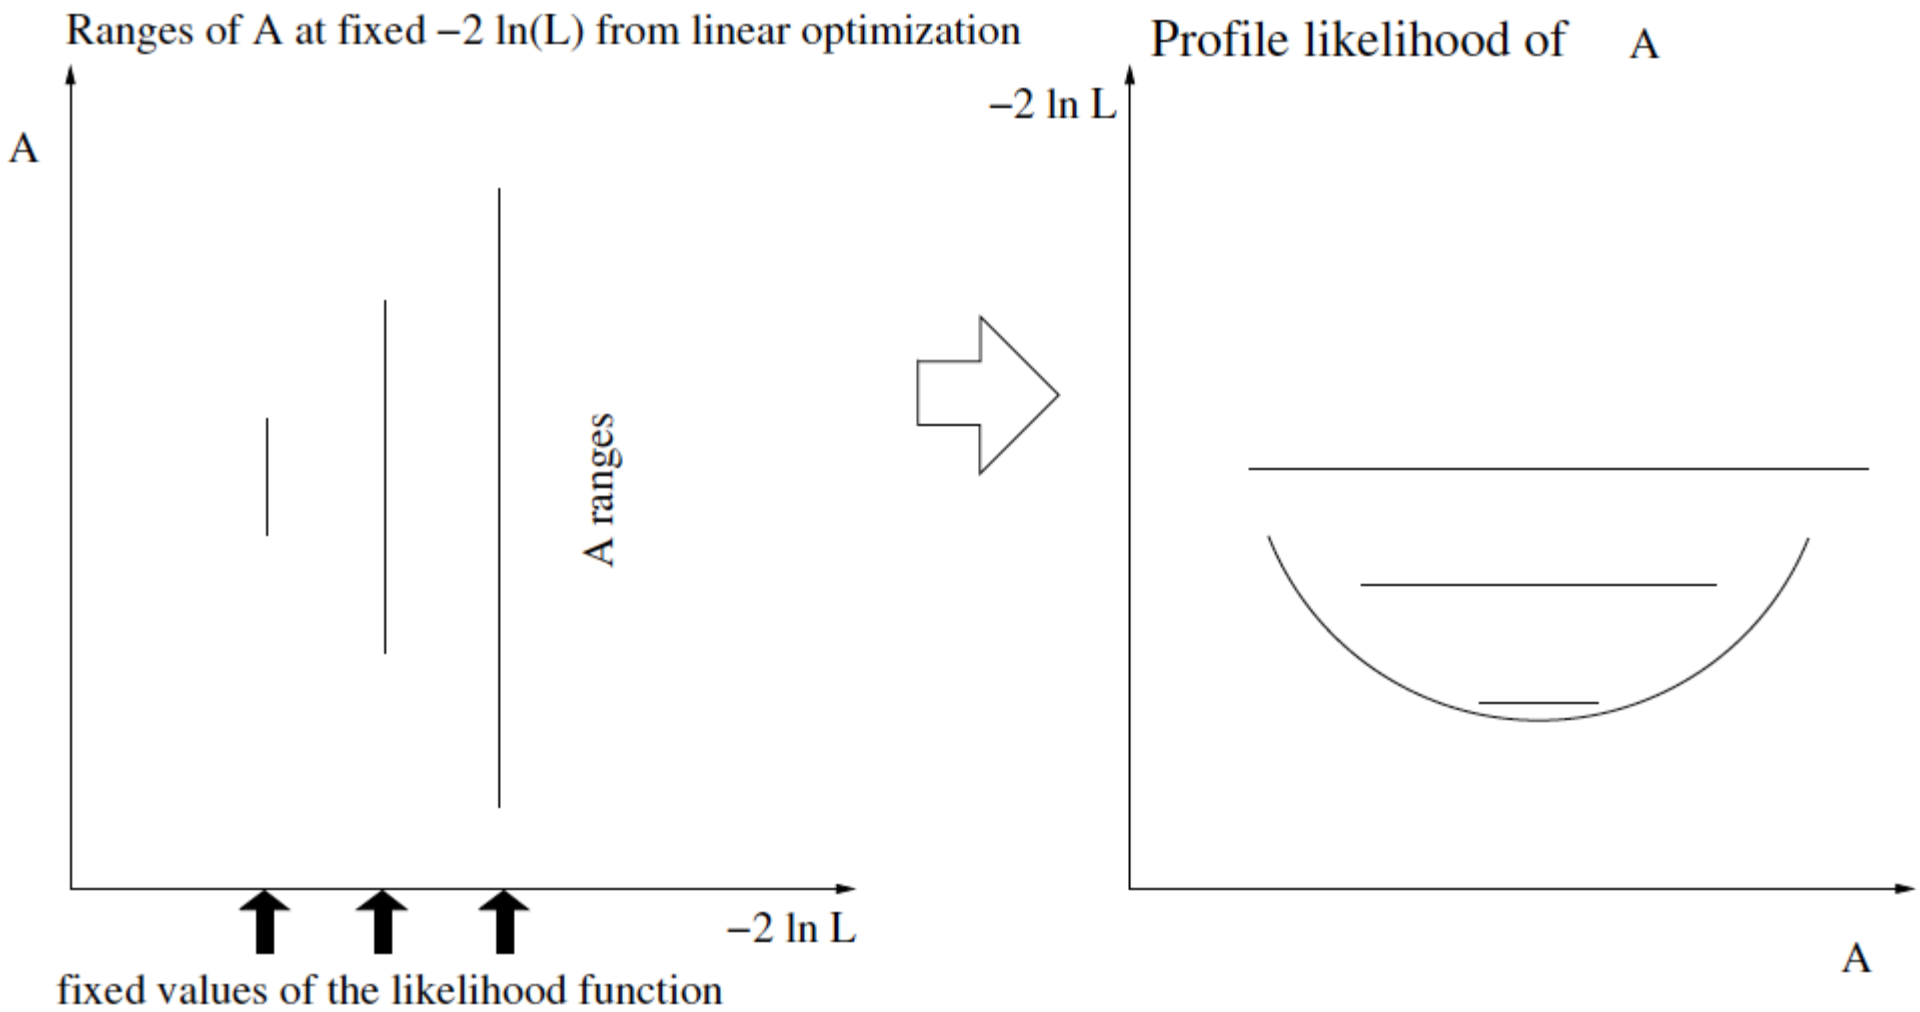 Ranges of A at fixed −2 ln(L) from linear optimization
A
A ranges
−2 ln L
fixed values of the likelihood function
Profile likelihood of A
−2 ln L
A